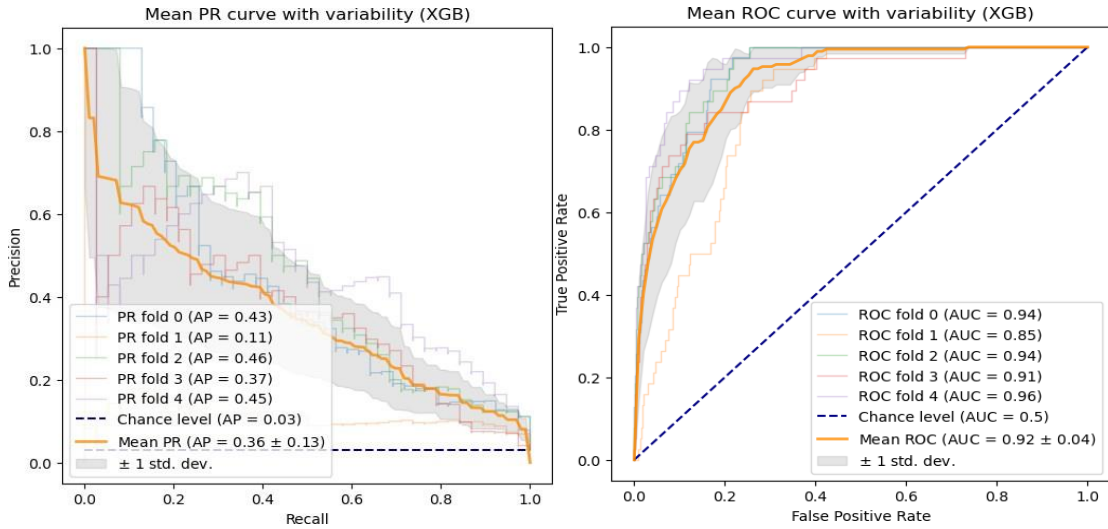 Mean PR curve with variability (XGB)
Precision
1.0
0.8
0.6
0.4
0.2
0.0
PR fold 0 (AP = 0.43)
PR fold 1 (AP = 0.11)
PR fold 2 (AP = 0.46)
PR fold 3 (AP = 0.37)
PR fold 4 (AP = 0.45)
Chance level (AP = 0.03)
Mean PR (AP = 0.36 ± 0.13)
± 1 std. dev.
0.0 0.2 0.4 0.6 0.8 1.0
Recall
Mean ROC curve with variability (XGB)
True Positive Rate
1.0
0.8
0.6
0.4
0.2
0.0
ROC fold 0 (AUC = 0.94)
ROC fold 1 (AUC = 0.85)
ROC fold 2 (AUC = 0.94)
ROC fold 3 (AUC = 0.91)
ROC fold 4 (AUC = 0.96)
Chance level (AUC = 0.5)
Mean ROC (AUC = 0.92 ± 0.04)
± 1 std. dev.
0.0 0.2 0.4 0.6 0.8 1.0
False Positive Rate